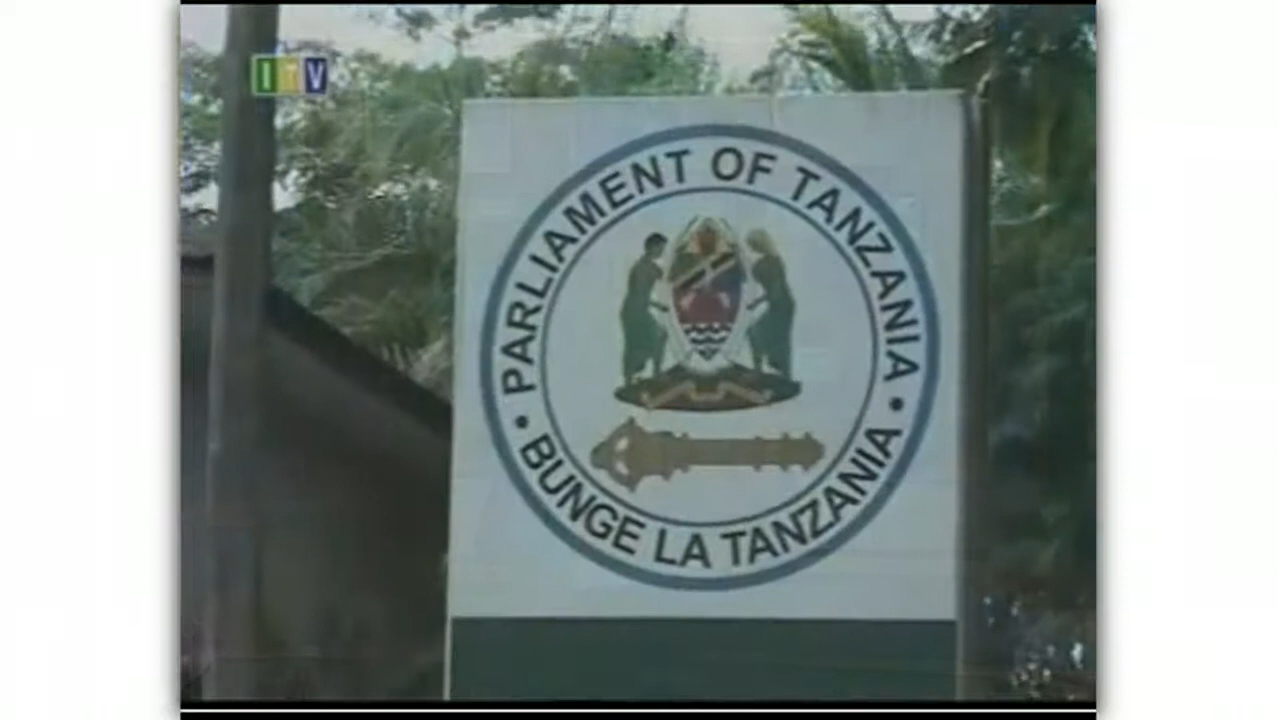 ITV
PARLIAMENT OF TANZANIA
• BUNGE LA TANZANIA •